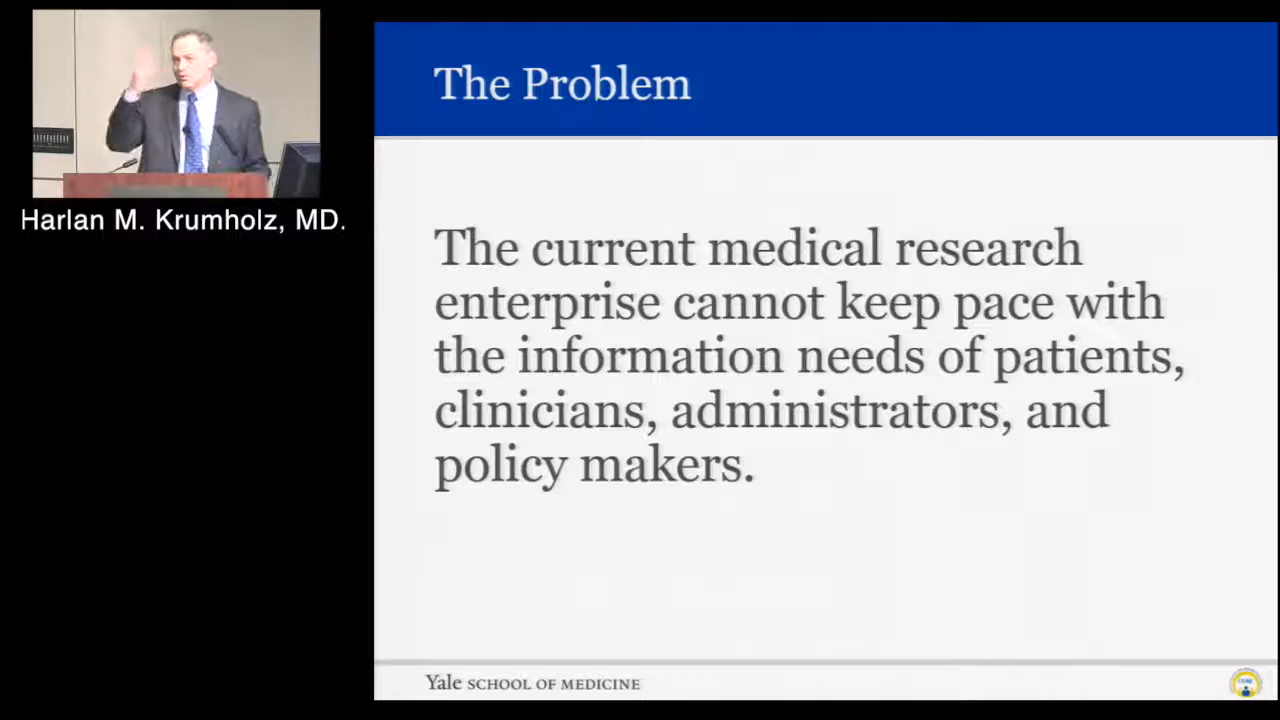 The Problem
Harlan M. Krumholz, MD.
The current medical research
enterprise cannot keep pace with
the information needs of patients,
clinicians, administrators, and
policy makers.
Yale SCHOOL OF MEDICINE